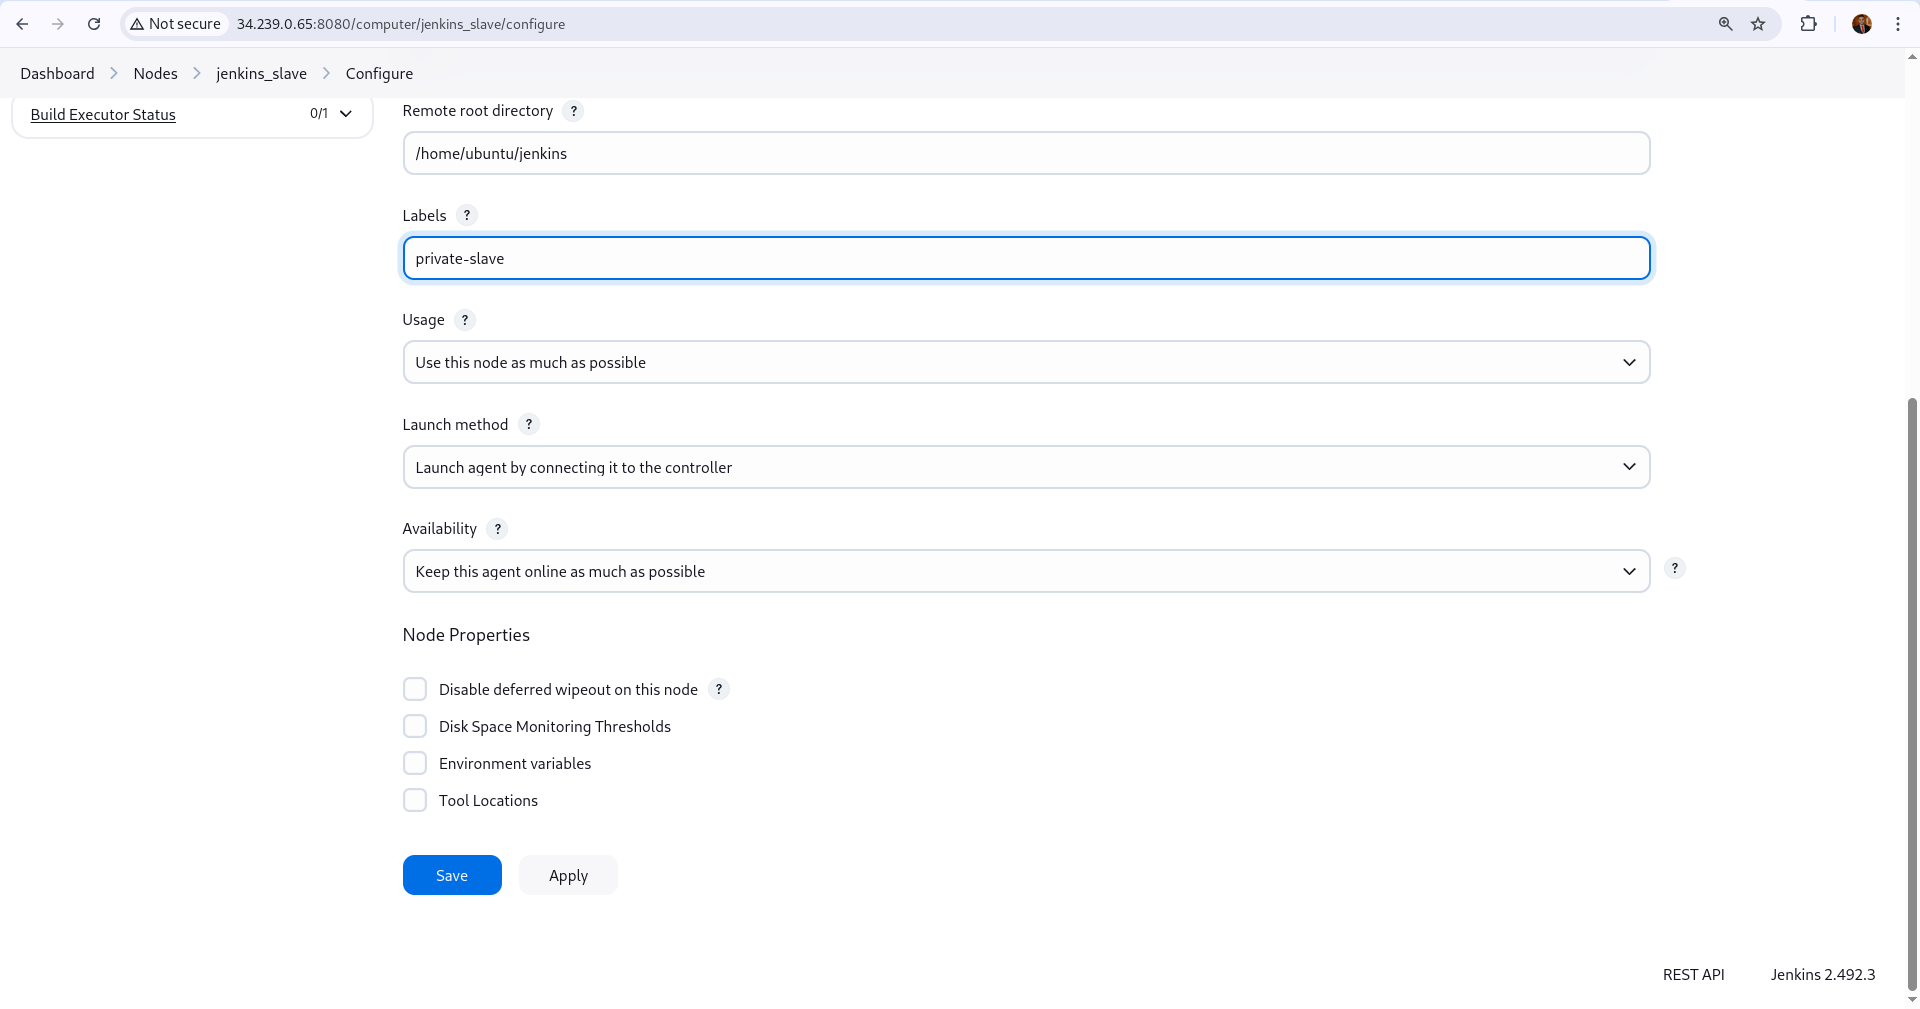 Not secure 34.239.0.65:8080/computer/jenkins_slave/configure
Dashboard Nodes jenkins_slave Configure
Build Executor Status 0/1
Remote root directory ?
/home/ubuntu/jenkins
Labels ?
private-slave
Usage ?
Use this node as much as possible
Launch method ?
Launch agent by connecting it to the controller
Availability ?
Keep this agent online as much as possible
?
Node Properties
Disable deferred wipeout on this node ?
Disk Space Monitoring Thresholds
Environment variables
Tool Locations
Save Apply
REST API Jenkins 2.492.3